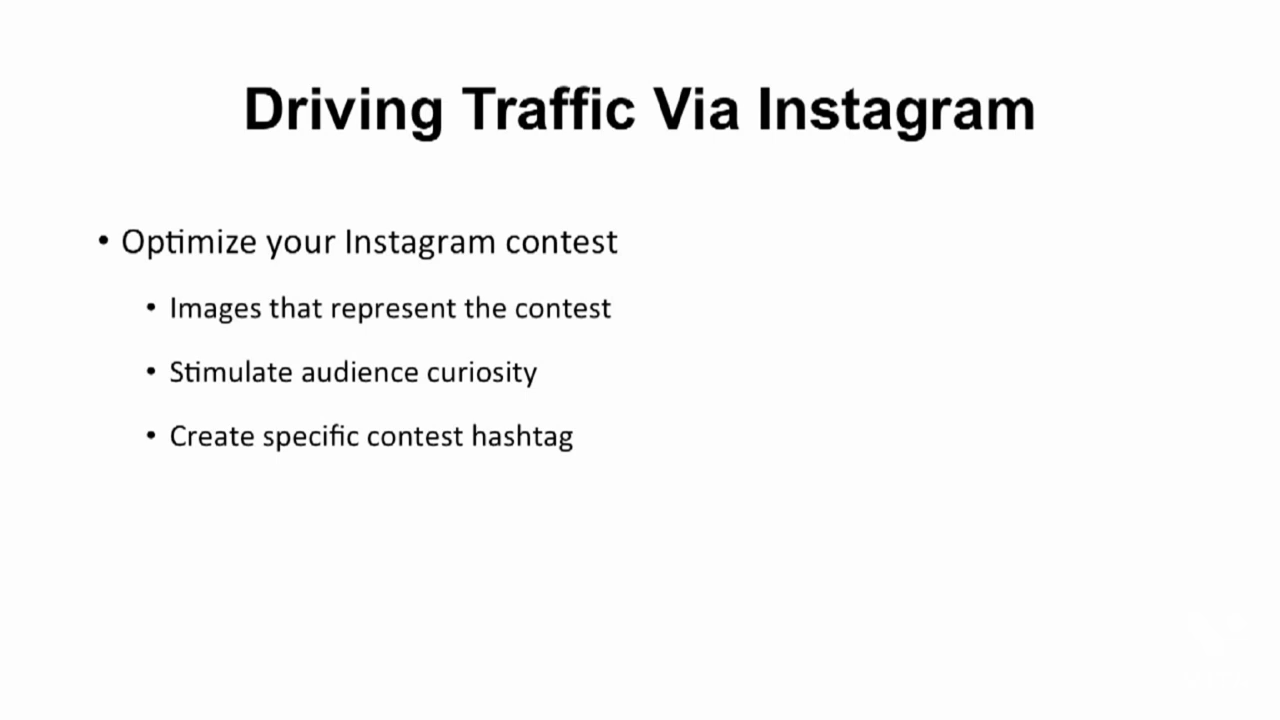 Driving Traffic Via Instagram
• Optimize your Instagram contest
• Images that represent the contest
• Stimulate audience curiosity
• Create specific contest hashtag